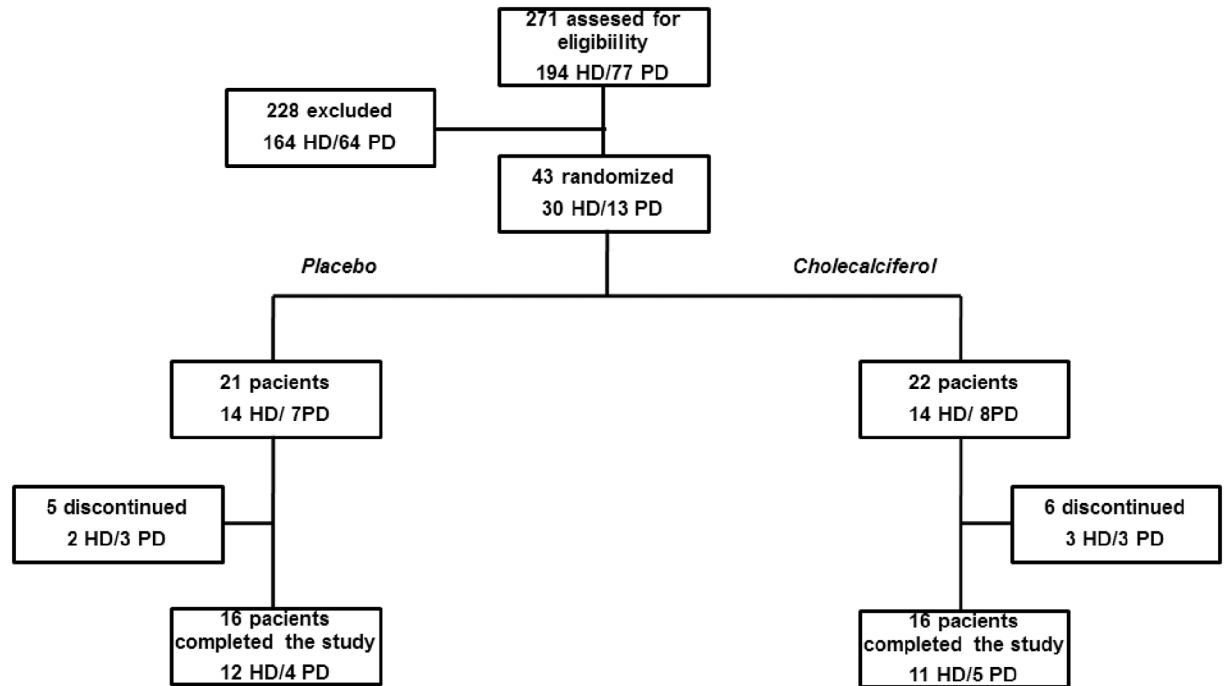 271 assesed for
eligibiility
194 HD/77 PD
228 excluded
164 HD/64 PD
43 randomized
30 HD/13 PD
Placebo
Cholecalciferol
21 pacients
14 HD/ 7PD
22 pacients
14 HD/ 8PD
5 discontinued
2 HD/3 PD
6 discontinued
3 HD/3 PD
16 pacients
completed the study
12 HD/4 PD
16 pacients
completed the study
11 HD/5 PD